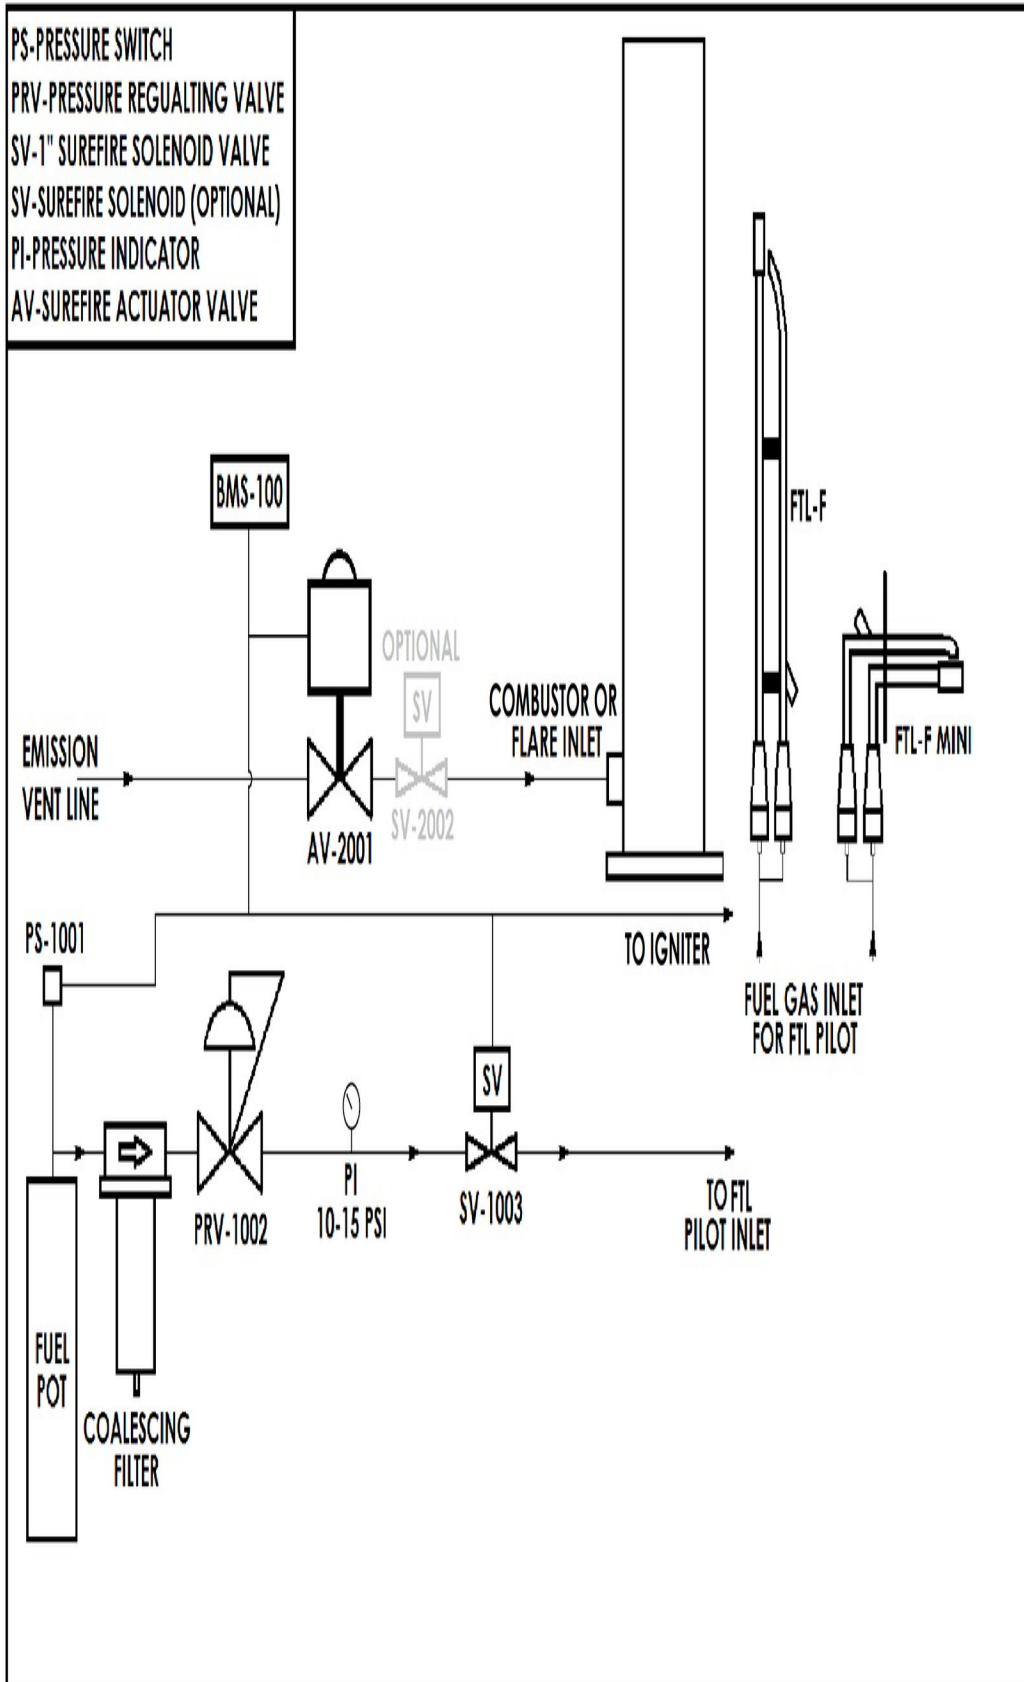 PS-PRESSURE SWITCH
PRV-PRESSURE REGUALTING VALVE
SV-1" SUREFIRE SOLENOID VALVE
SV-SUREFIRE SOLENOID (OPTIONAL)
PI-PRESSURE INDICATOR
AV-SUREFIRE ACTUATOR VALVE
BMS-100
FTL-F
OPTIONAL
SV
COMBUSTOR OR
FLARE INLET
FTL-F MINI
EMISSION
VENT LINE
SV-2002
AV-2001
PS-1001
TO IGNITER
FUEL GAS INLET
FOR FTL PILOT
SV
PI
10-15 PSI
SV-1003
PRV-1002
TO FTL
PILOT INLET
FUEL
POT
COALESCING
FILTER